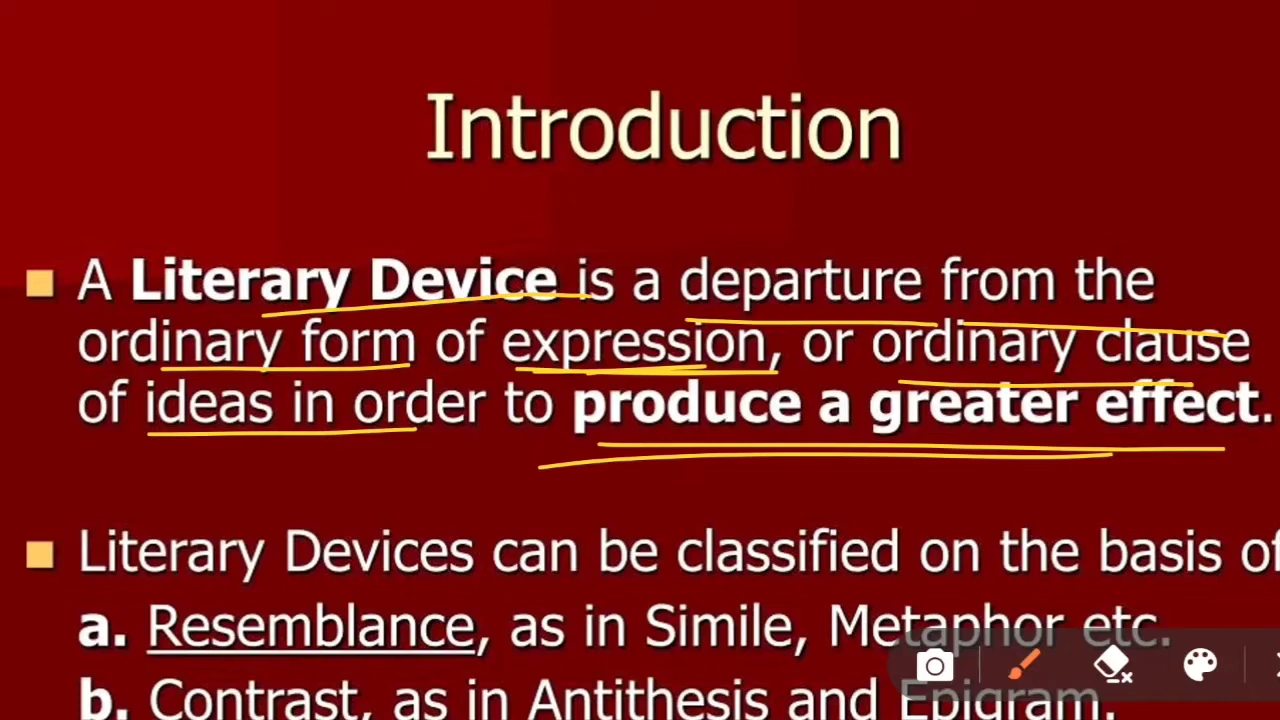 Introduction
A Literary Device is a departure from the
ordinary form of expression, or ordinary clause
of ideas in order to produce a greater effect.
Literary Devices can be classified on the basis of
a. Resemblance, as in Simile, Metaphor etc.
b. Contrast, as in Antithesis and Epigram.